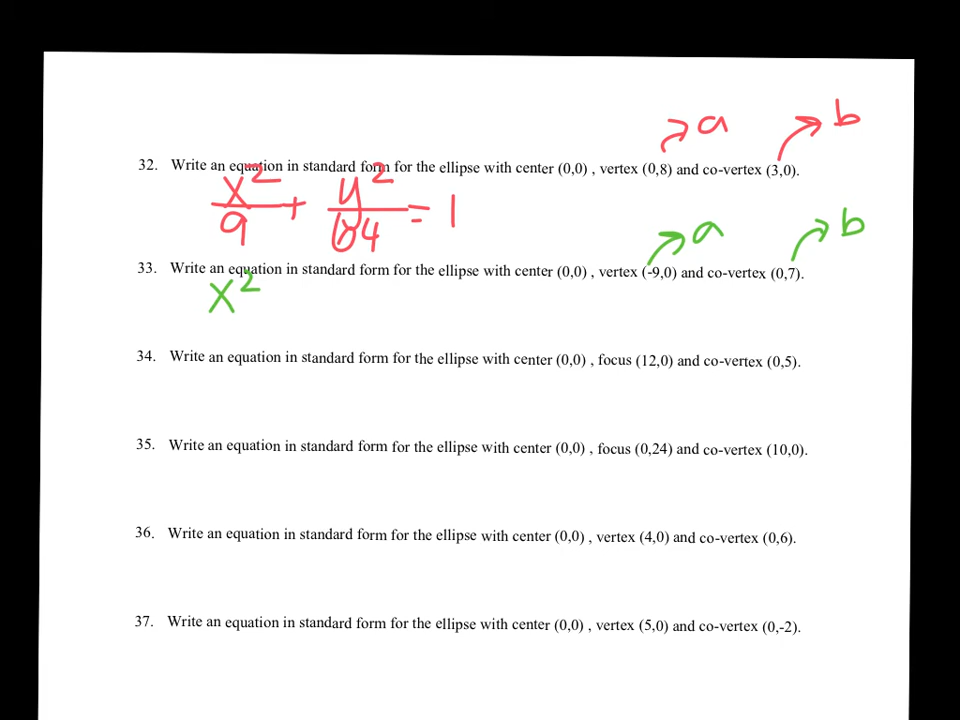 a b
32. Write an equation in standard form for the ellipse with center (0,0) , vertex (0,8) and co-vertex (3,0).
x² / 9 + y² / 64 = 1
a b
33. Write an equation in standard form for the ellipse with center (0,0) , vertex (-9,0) and co-vertex (0,7).
x²
34. Write an equation in standard form for the ellipse with center (0,0) , focus (12,0) and co-vertex (0,5).
35. Write an equation in standard form for the ellipse with center (0,0) , focus (0,24) and co-vertex (10,0).
36. Write an equation in standard form for the ellipse with center (0,0) , vertex (4,0) and co-vertex (0,6).
37. Write an equation in standard form for the ellipse with center (0,0) , vertex (5,0) and co-vertex (0,-2).